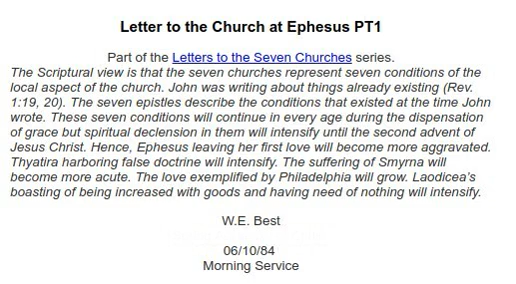 Letter to the Church at Ephesus PT1
Part of the Letters to the Seven Churches series.
The Scriptural view is that the seven churches represent seven conditions of the
local aspect of the church. John was writing about things already existing (Rev.
1:19, 20). The seven epistles describe the conditions that existed at the time John
wrote. These seven conditions will continue in every age during the dispensation
of grace but spiritual declension in them will intensify until the second advent of
Jesus Christ. Hence, Ephesus leaving her first love will become more aggravated.
Thyatira harboring false doctrine will intensify. The suffering of Smyrna will
become more acute. The love exemplified by Philadelphia will grow. Laodicea's
boasting of being increased with goods and having need of nothing will intensify.
W.E. Best
06/10/84
Morning Service